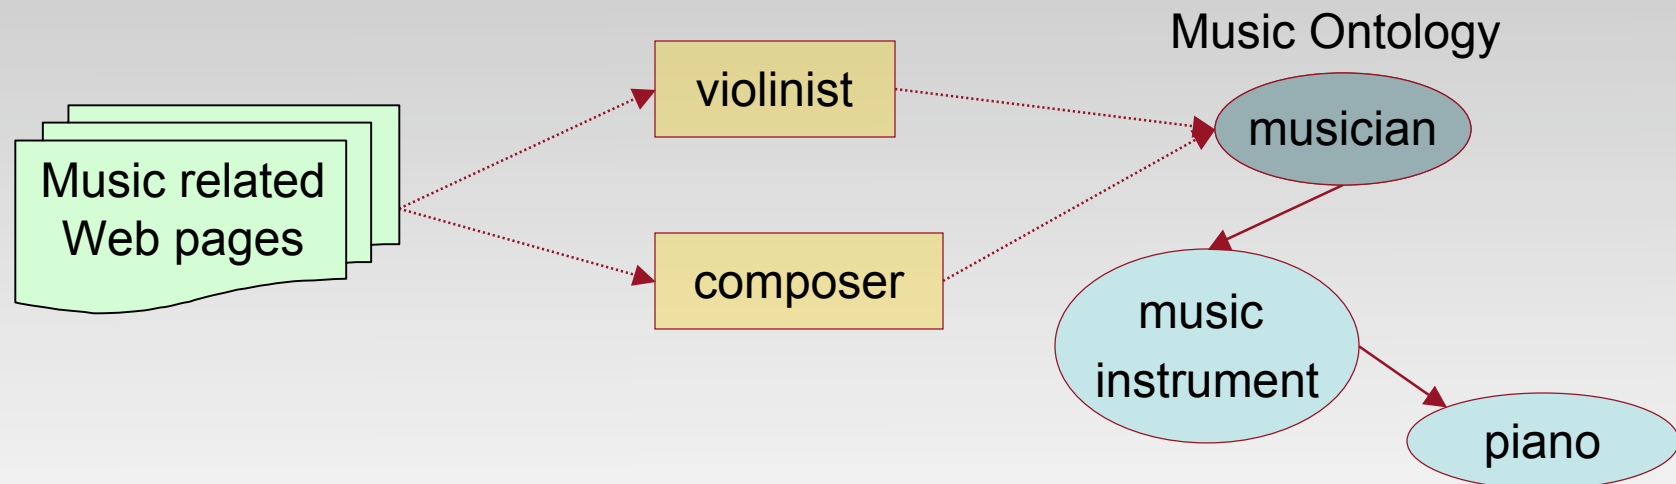 Music Ontology
violinist
musician
Music related
Web pages
composer
music
instrument
piano